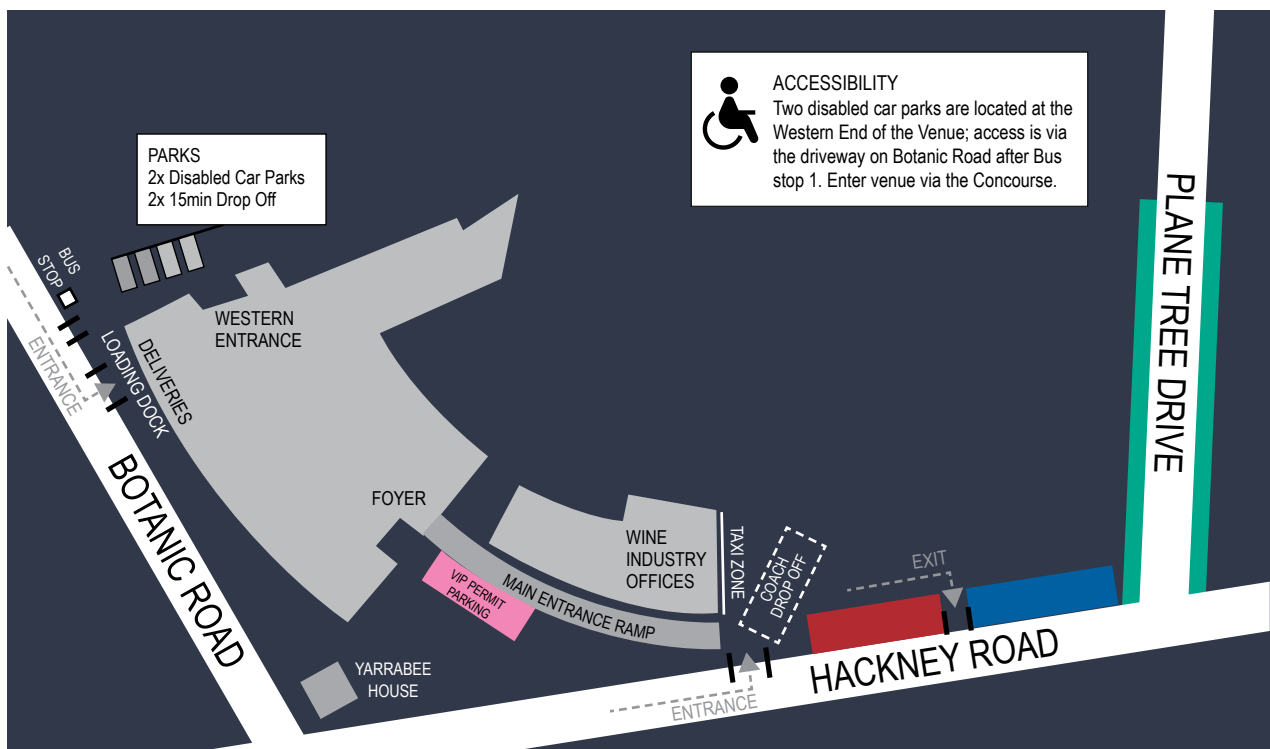 ACCESSIBILITY
Two disabled car parks are located at the
Western End of the Venue; access is via
the driveway on Botanic Road after Bus
stop 1. Enter venue via the Concourse.
PARKS
2x Disabled Car Parks
2x 15min Drop Off
PLANE TREE DRIVE
BUS
STOP
WESTERN
ENTRANCE
ENTRANCE
LOADING DOCK
DELIVERIES
BOTANIC ROAD
FOYER
WINE
INDUSTRY
OFFICES
TAXI ZONE
COACH
DROP OFF
EXIT
VIP PERMIT
PARKING
MAIN ENTRANCE RAMP
HACKNEY ROAD
YARRABEE
HOUSE
ENTRANCE